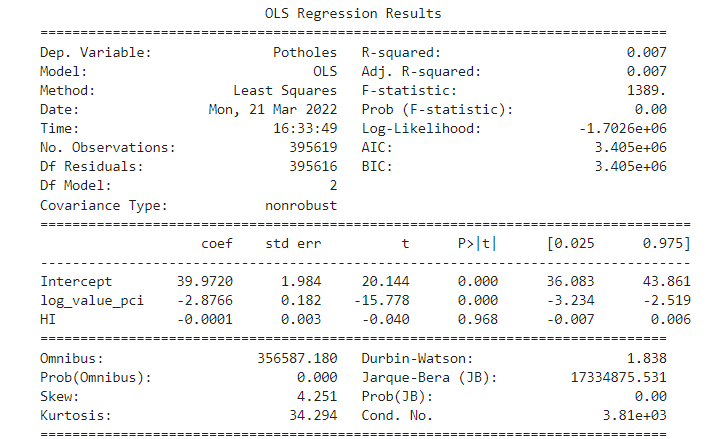 OLS Regression Results
==============================================================================
Dep. Variable:               Potholes   R-squared:                       0.007
Model:                            OLS   Adj. R-squared:                  0.007
Method:                 Least Squares   F-statistic:                     1389.
Date:                Mon, 21 Mar 2022   Prob (F-statistic):               0.00
Time:                        16:33:49   Log-Likelihood:            -1.7026e+06
No. Observations:              395619   AIC:                         3.405e+06
Df Residuals:                  395616   BIC:                         3.405e+06
Df Model:                           2
Covariance Type:            nonrobust
=================================================================================
                    coef    std err          t      P>|t|      [0.025      0.975]
---------------------------------------------------------------------------------
Intercept        39.9720      1.984     20.144      0.000      36.083      43.861
log_value_pci    -2.8766      0.182    -15.778      0.000      -3.234      -2.519
HI               -0.0001      0.003     -0.040      0.968      -0.007       0.006
==============================================================================
Omnibus:                   356587.180   Durbin-Watson:                   1.838
Prob(Omnibus):                  0.000   Jarque-Bera (JB):         17334875.531
Skew:                           4.251   Prob(JB):                         0.00
Kurtosis:                      34.294   Cond. No.                     3.81e+03
==============================================================================